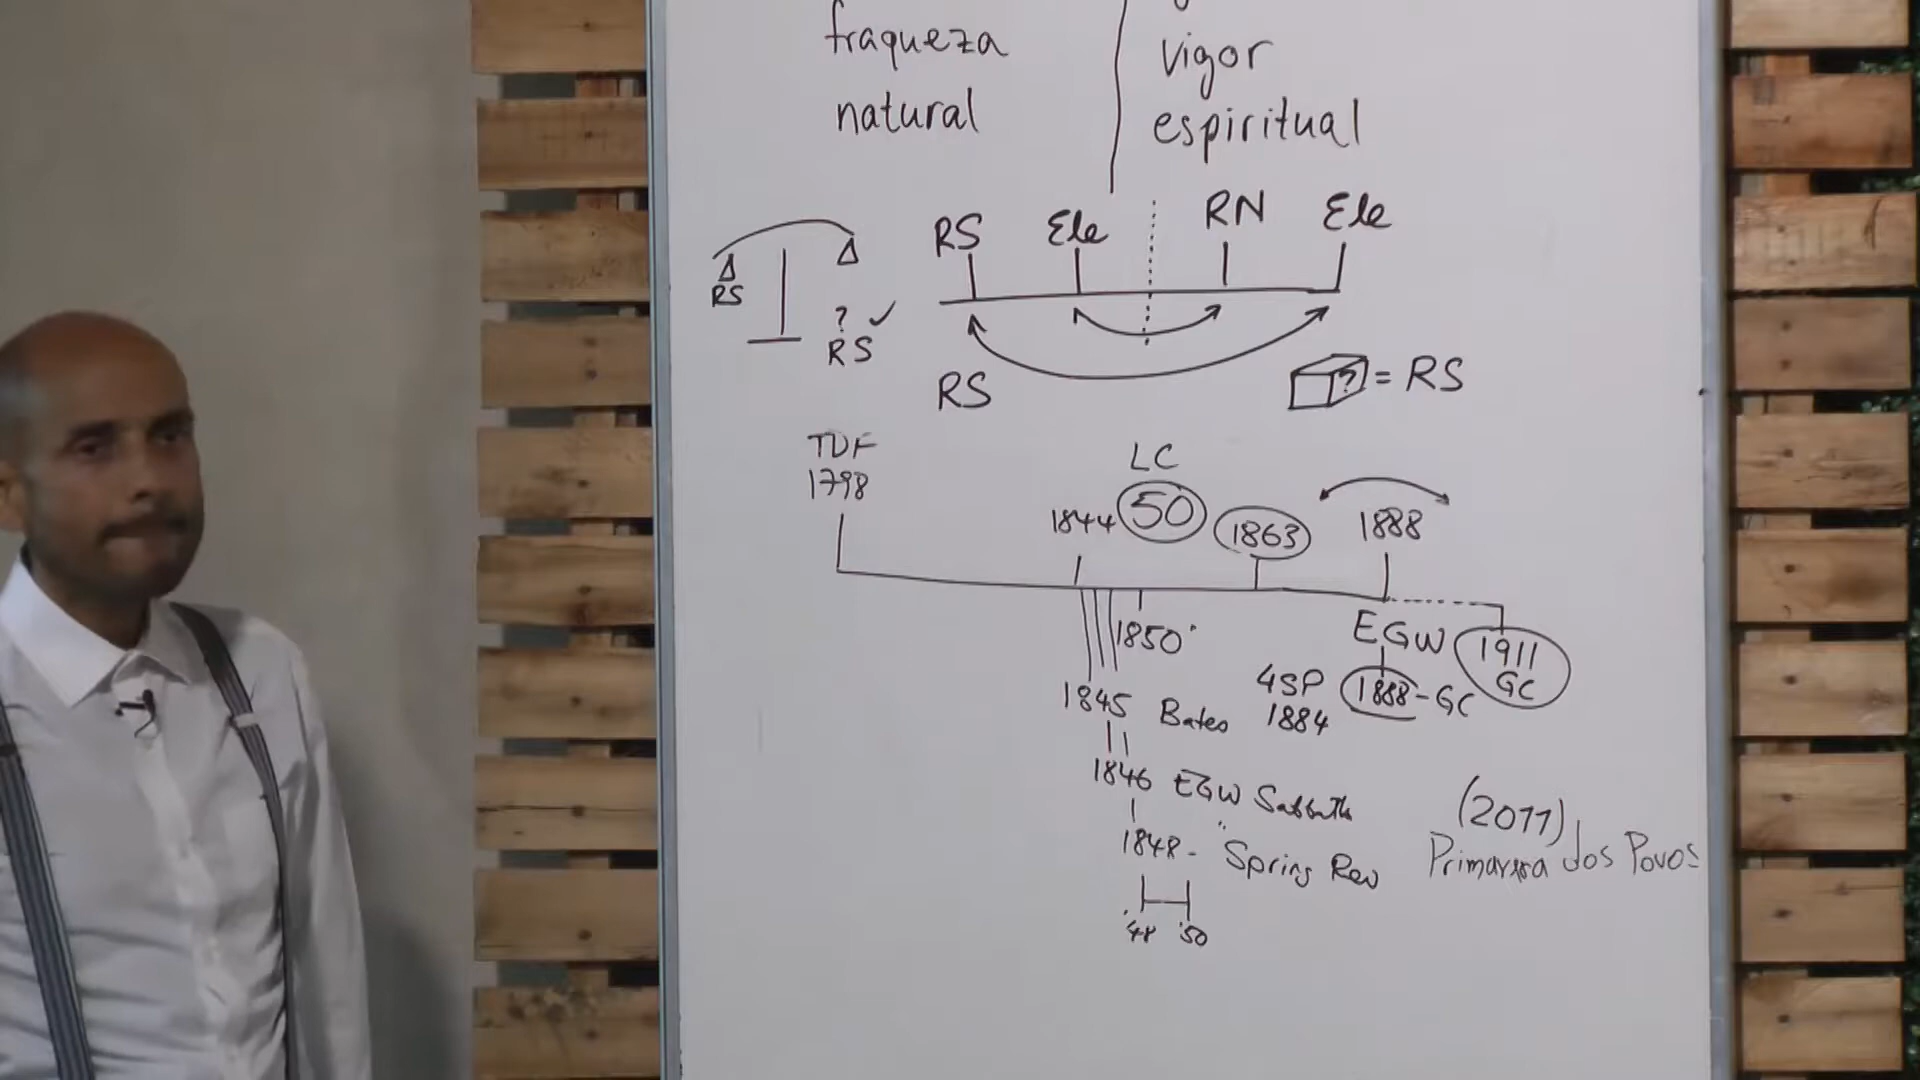 fraqueza
natural
vigor
espiritual
RS Ele RN Ele
RS
? ✓
RS
RS
? = RS
TDF
1798
LC
1844 50 1863 1888
1850
EGW 1911
GC
4SP 1888-GC
1884
1845 Bates
1846 EGW Sabbath
1848 - Spring Rev
'48 '50
(2011)
Primavera dos Povos